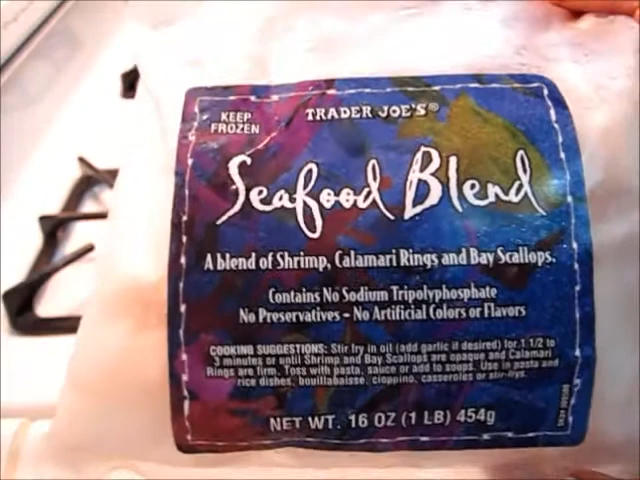 KEEP
FROZEN
TRADER JOE'S®
Seafood Blend
A blend of Shrimp, Calamari Rings and Bay Scallops.
Contains No Sodium Tripolyphosphate
No Preservatives - No Artificial Colors or Flavors
COOKING SUGGESTIONS: Stir fry in oil (add garlic if desired) for 1 1/2 to
3 minutes or until Shrimp and Bay Scallops are opaque and Calamari
Rings are firm. Toss with pasta, sauce or add to soups. Use in pasta and
rice dishes, bouillabaisse, cioppino, casseroles or stir-frys.
NET WT. 16 OZ (1 LB) 454g